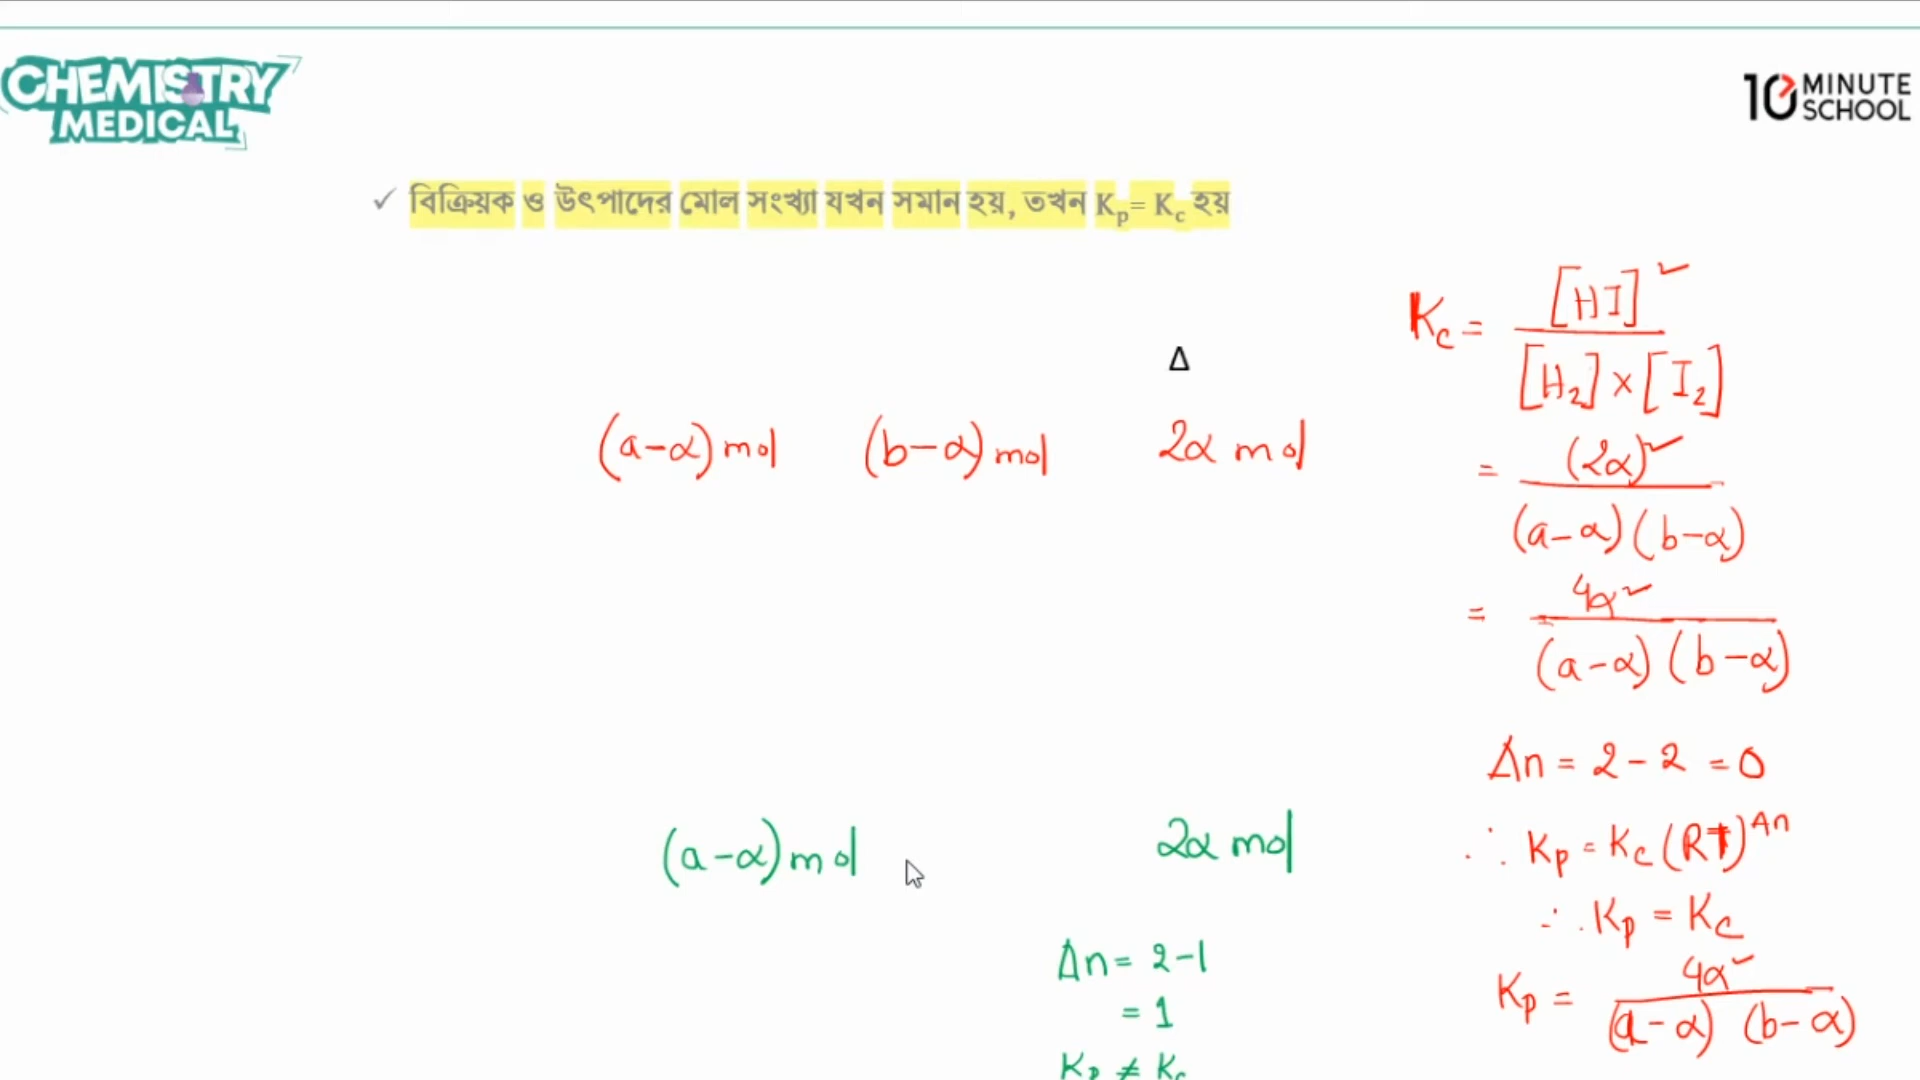 CHEMISTRY
MEDICAL
10 MINUTE
SCHOOL
✓ বিক্রিয়ক ও উৎপাদের মোল সংখ্যা যখন সমান হয়, তখন Kp= Kc হয়
Δ
(a-α) mol (b-α) mol 2α mol
Kc = [HI]²
[H₂] × [I₂]
= (2α)²
(a-α) (b-α)
= 4α²
(a-α) (b-α)
Δn = 2 - 2 = 0
∴ Kp = Kc (RT)^Δn
∴ Kp = Kc
Kp = 4α²
(a-α) (b-α)
(a-α) mol 2α mol
Δn = 2-1
= 1
Kp ≠ Kc